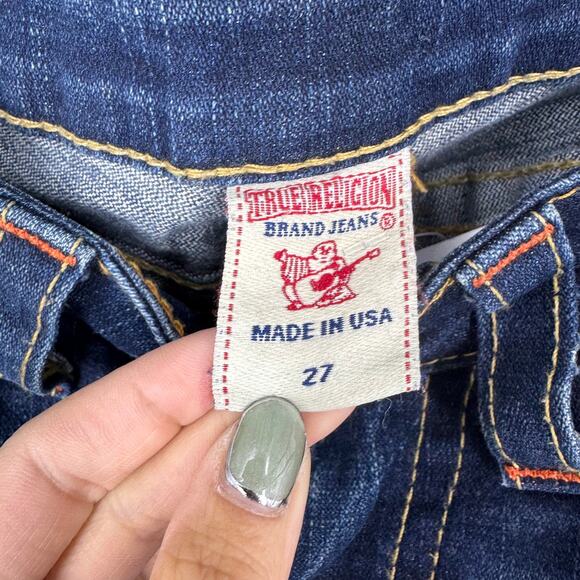 TRUE RELIGION
BRAND JEANS ®
MADE IN USA
27